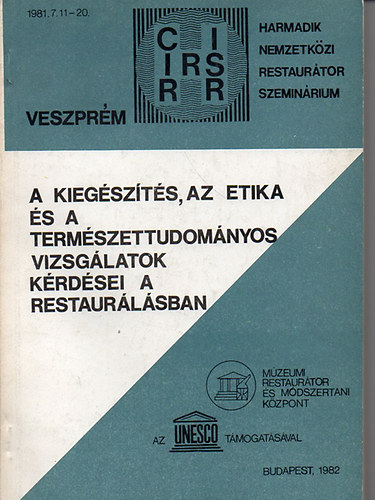 1981.7.11-20.
VESZPRÉM
C I
I R S
R R
HARMADIK
NEMZETKÖZI
RESTAURÁTOR
SZEMINÁRIUM
A KIEGÉSZÍTÉS, AZ ETIKA
ÉS A
TERMÉSZETTUDOMÁNYOS
VIZSGÁLATOK
KÉRDÉSEI A
RESTAURÁLÁSBAN
MÚZEUMI
RESTAURÁTOR
ÉS MÓDSZERTANI
KÖZPONT
AZ UNESCO TÁMOGATÁSÁVAL
BUDAPEST, 1982